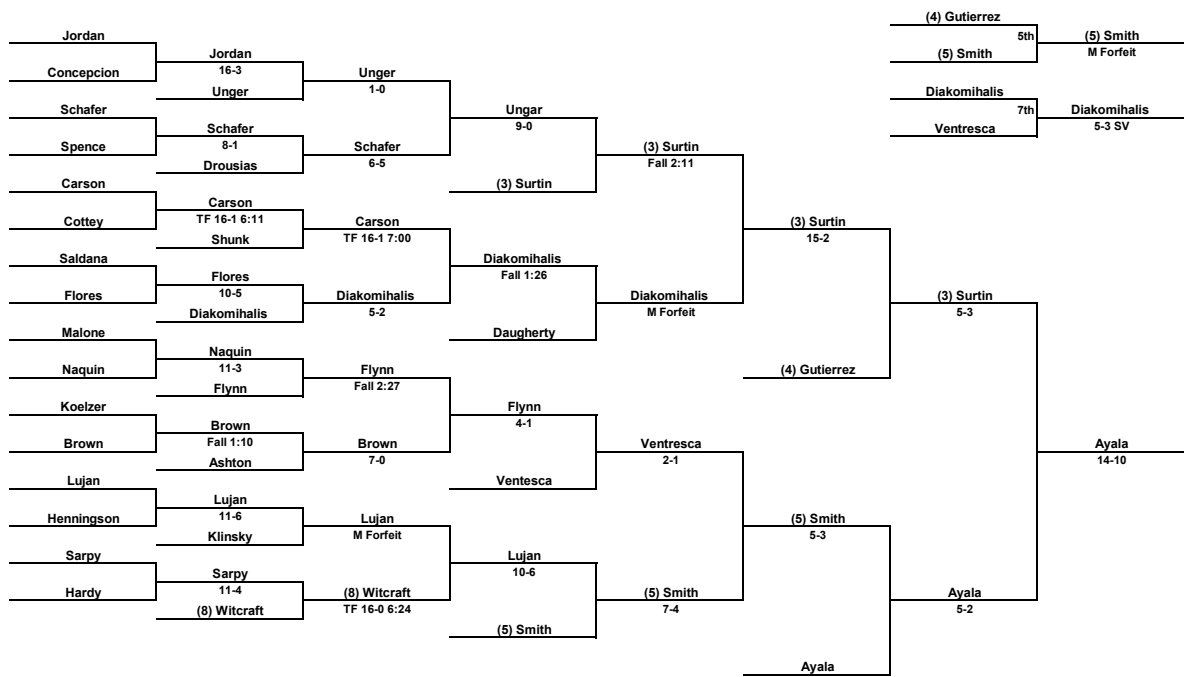 (4) Gutierrez
5th
(5) Smith
(5) Smith
M Forfeit
Diakomihalis
7th
Diakomihalis
Ventresca
5-3 SV
Jordan
Concepcion
Schafer
Spence
Carson
Cottey
Saldana
Flores
Malone
Naquin
Koelzer
Brown
Lujan
Henningson
Sarpy
Hardy
Jordan
16-3
Unger
Schafer
8-1
Drousias
Carson
TF 16-1 6:11
Shunk
Flores
10-5
Diakomihalis
Naquin
11-3
Flynn
Brown
Fall 1:10
Ashton
Lujan
11-6
Klinsky
Sarpy
11-4
(8) Witcraft
Unger
1-0
Schafer
6-5
Carson
TF 16-1 7:00
Diakomihalis
5-2
Flynn
Fall 2:27
Brown
7-0
Lujan
M Forfeit
(8) Witcraft
TF 16-0 6:24
Ungar
9-0
(3) Surtin
Diakomihalis
Fall 1:26
Daugherty
Flynn
4-1
Ventesca
Lujan
10-6
(5) Smith
(3) Surtin
Fall 2:11
Diakomihalis
M Forfeit
Ventresca
2-1
(5) Smith
7-4
(3) Surtin
15-2
(4) Gutierrez
(5) Smith
5-3
Ayala
(3) Surtin
5-3
Ayala
5-2
Ayala
14-10